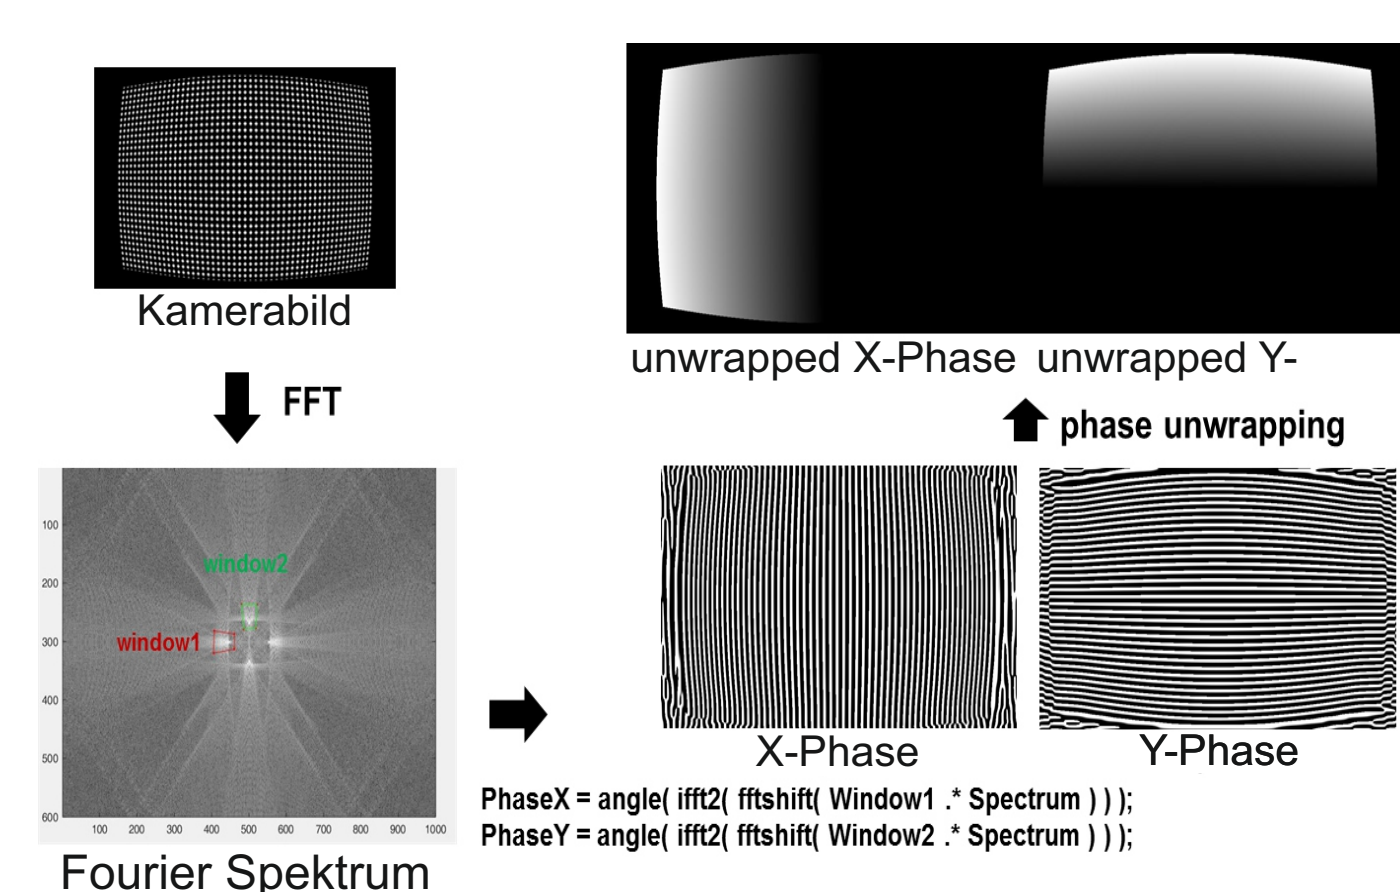 Kamerabild
unwrapped X-Phase unwrapped Y-
FFT
phase unwrapping
100
200
300
400
500
600
window2
window1
100 200 300 400 500 600 700 800 900 1000
Fourier Spektrum
X-Phase
Y-Phase
PhaseX = angle( ifft2( fftshift( Window1 .* Spectrum ) ) );
PhaseY = angle( ifft2( fftshift( Window2 .* Spectrum ) ) );